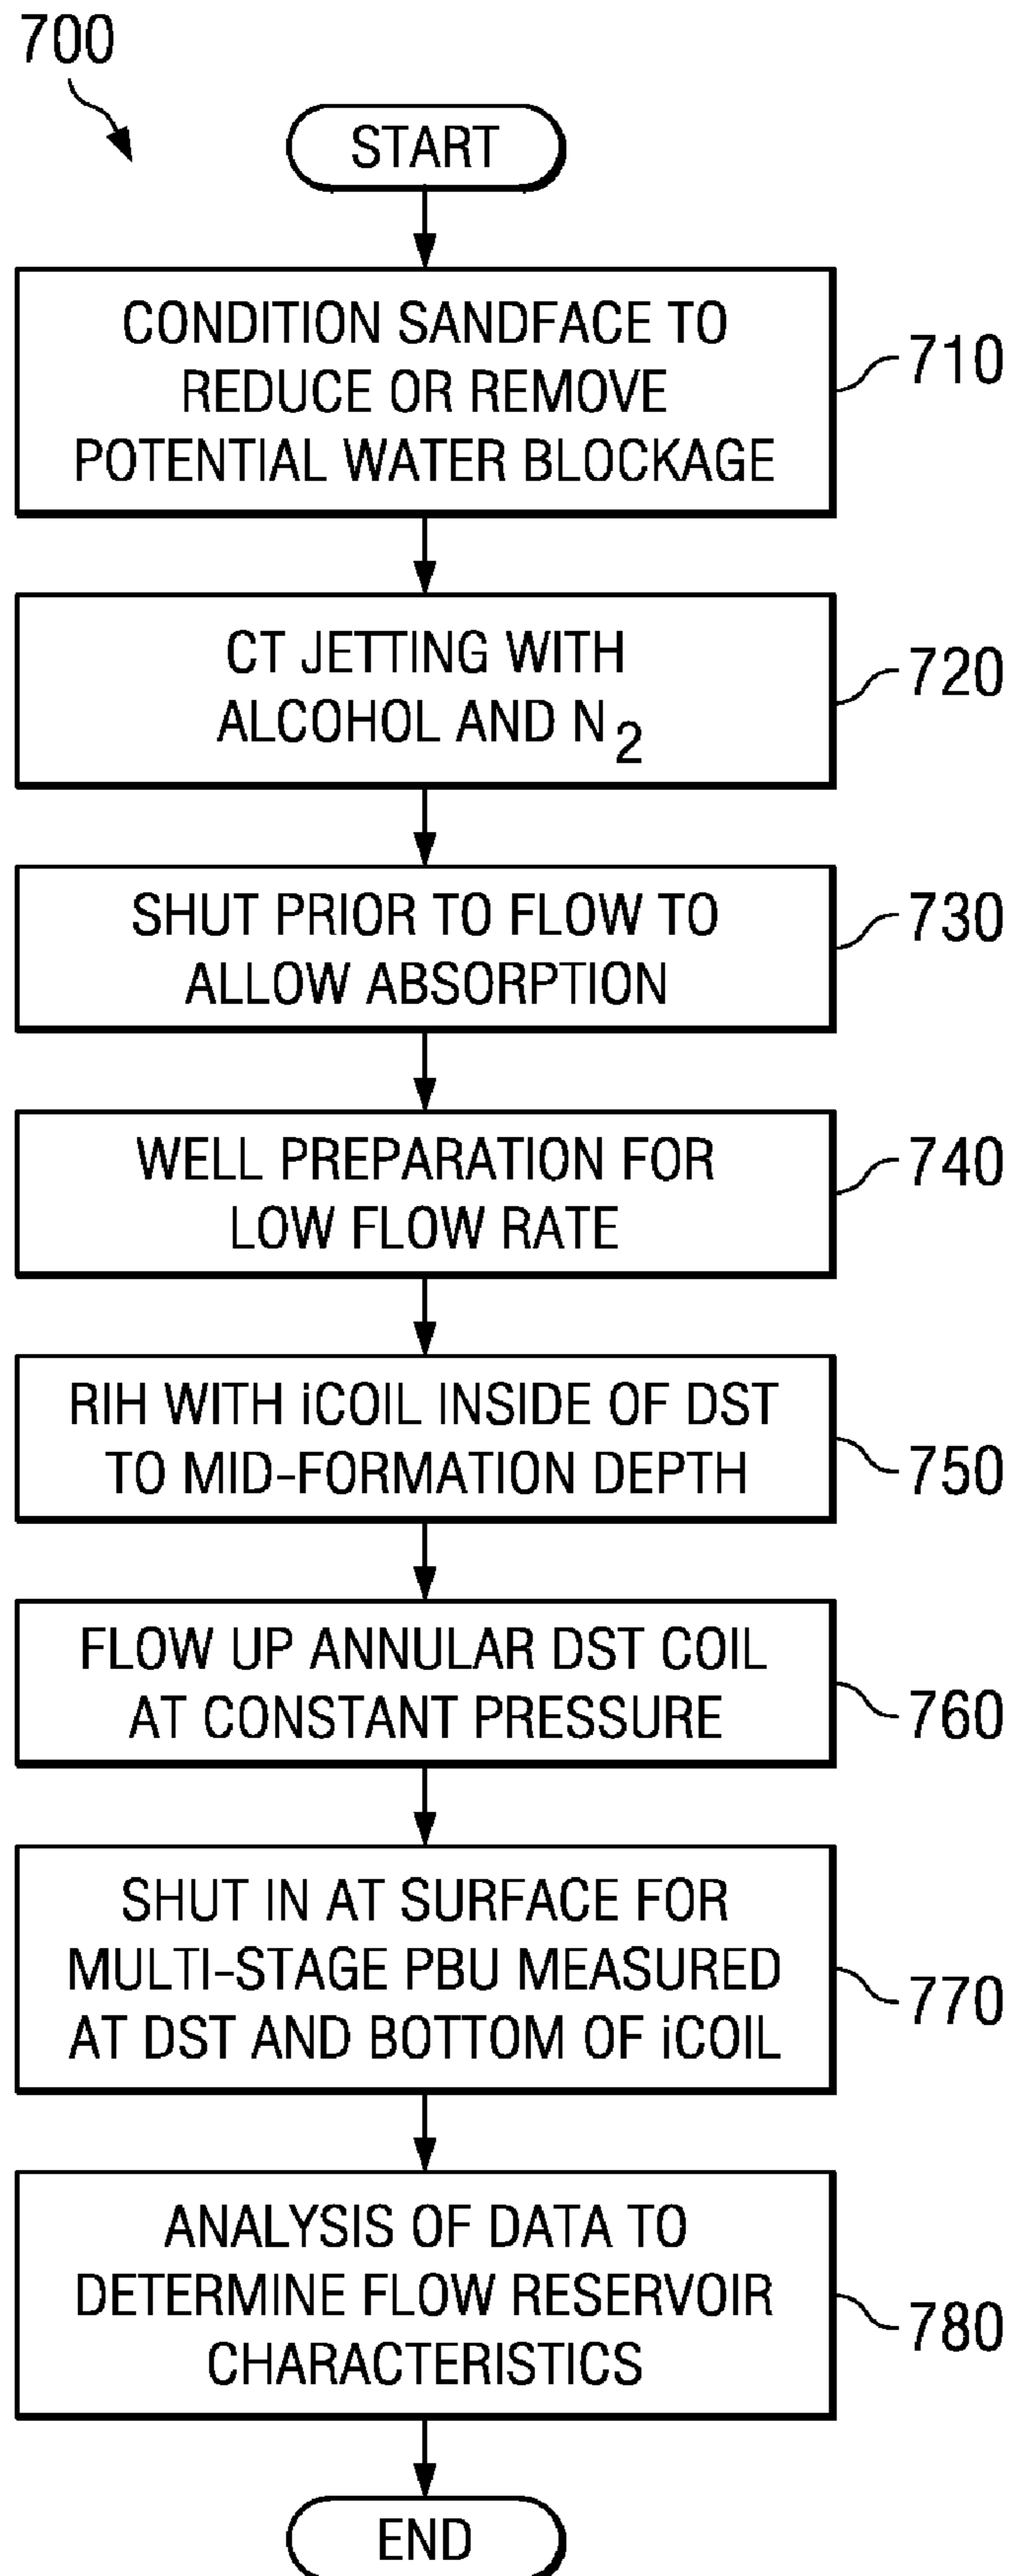 700
START
CONDITION SANDFACE TO
REDUCE OR REMOVE
POTENTIAL WATER BLOCKAGE
710
CT JETTING WITH
ALCOHOL AND N2
720
SHUT PRIOR TO FLOW TO
ALLOW ABSORPTION
730
WELL PREPARATION FOR
LOW FLOW RATE
740
RIH WITH iCOIL INSIDE OF DST
TO MID-FORMATION DEPTH
750
FLOW UP ANNULAR DST COIL
AT CONSTANT PRESSURE
760
SHUT IN AT SURFACE FOR
MULTI-STAGE PBU MEASURED
AT DST AND BOTTOM OF iCOIL
770
ANALYSIS OF DATA TO
DETERMINE FLOW RESERVOIR
CHARACTERISTICS
780
END